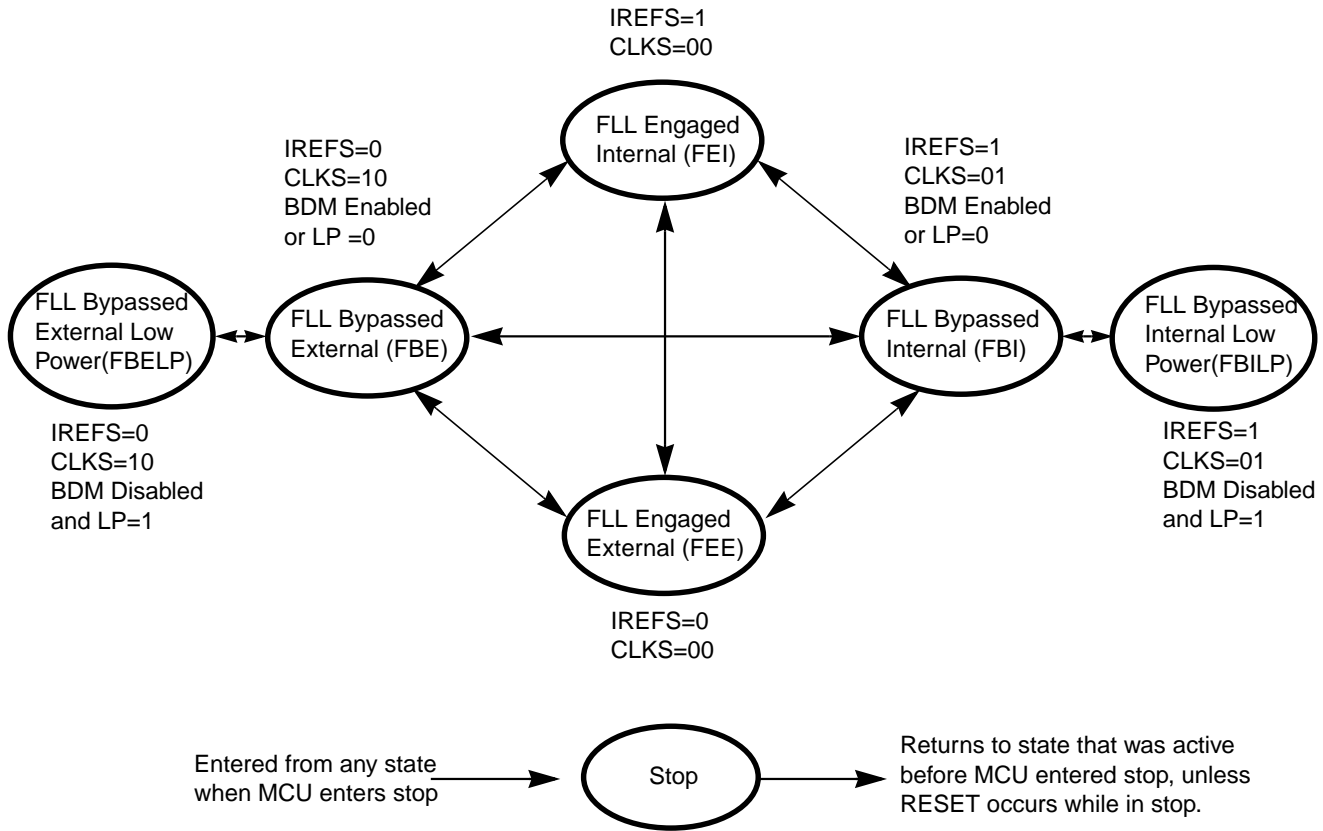 IREFS=1
CLKS=00
FLL Engaged
Internal (FEI)
IREFS=0
CLKS=10
BDM Enabled
or LP =0
IREFS=1
CLKS=01
BDM Enabled
or LP=0
FLL Bypassed
External Low
Power(FBELP)
FLL Bypassed
External (FBE)
FLL Bypassed
Internal (FBI)
FLL Bypassed
Internal Low
Power(FBILP)
IREFS=0
CLKS=10
BDM Disabled
and LP=1
IREFS=1
CLKS=01
BDM Disabled
and LP=1
FLL Engaged
External (FEE)
IREFS=0
CLKS=00
Entered from any state
when MCU enters stop
Stop
Returns to state that was active
before MCU entered stop, unless
RESET occurs while in stop.